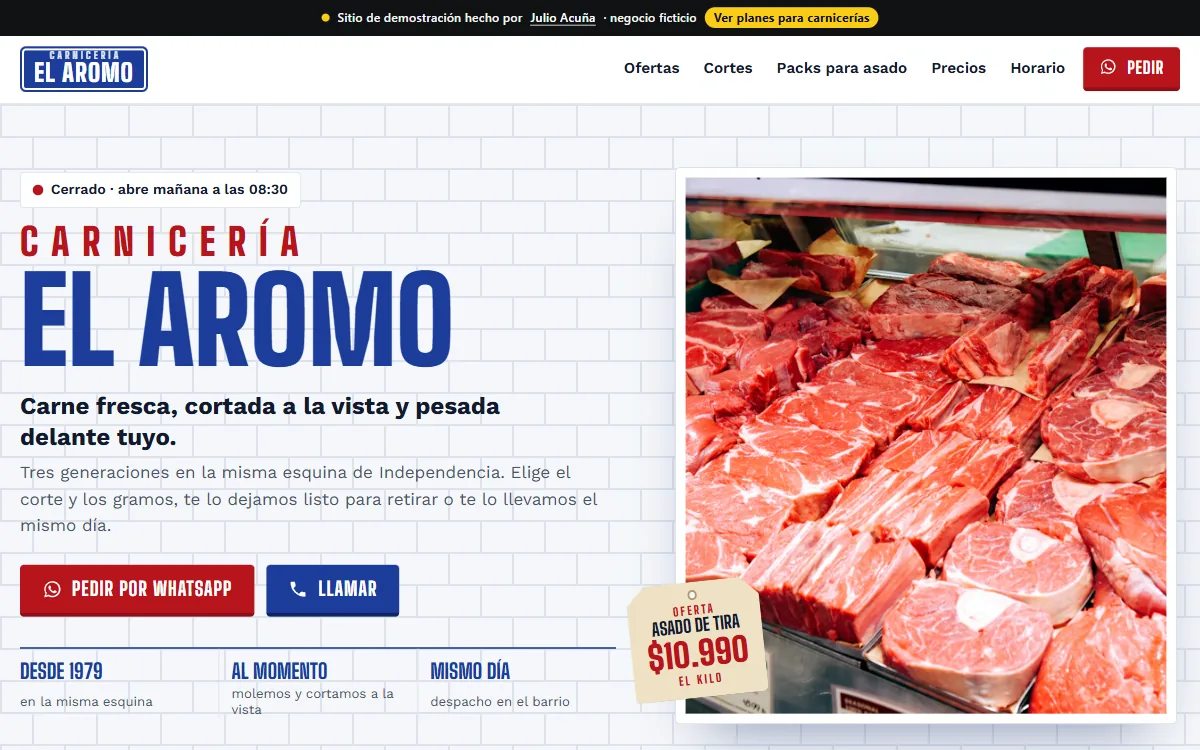 Sitio de demostración hecho por Julio Acuña · negocio ficticio Ver planes para carnicerías
CARNICERÍA
EL AROMO
Ofertas Cortes Packs para asado Precios Horario PEDIR
Cerrado · abre mañana a las 08:30
CARNICERÍA
EL AROMO
Carne fresca, cortada a la vista y pesada
delante tuyo.
Tres generaciones en la misma esquina de Independencia. Elige el
corte y los gramos, te lo dejamos listo para retirar o te lo llevamos el
mismo día.
PEDIR POR WHATSAPP LLAMAR
DESDE 1979
en la misma esquina
AL MOMENTO
molemos y cortamos a la
vista
MISMO DÍA
despacho en el barrio
OFERTA
ASADO DE TIRA
$10.990
EL KILO